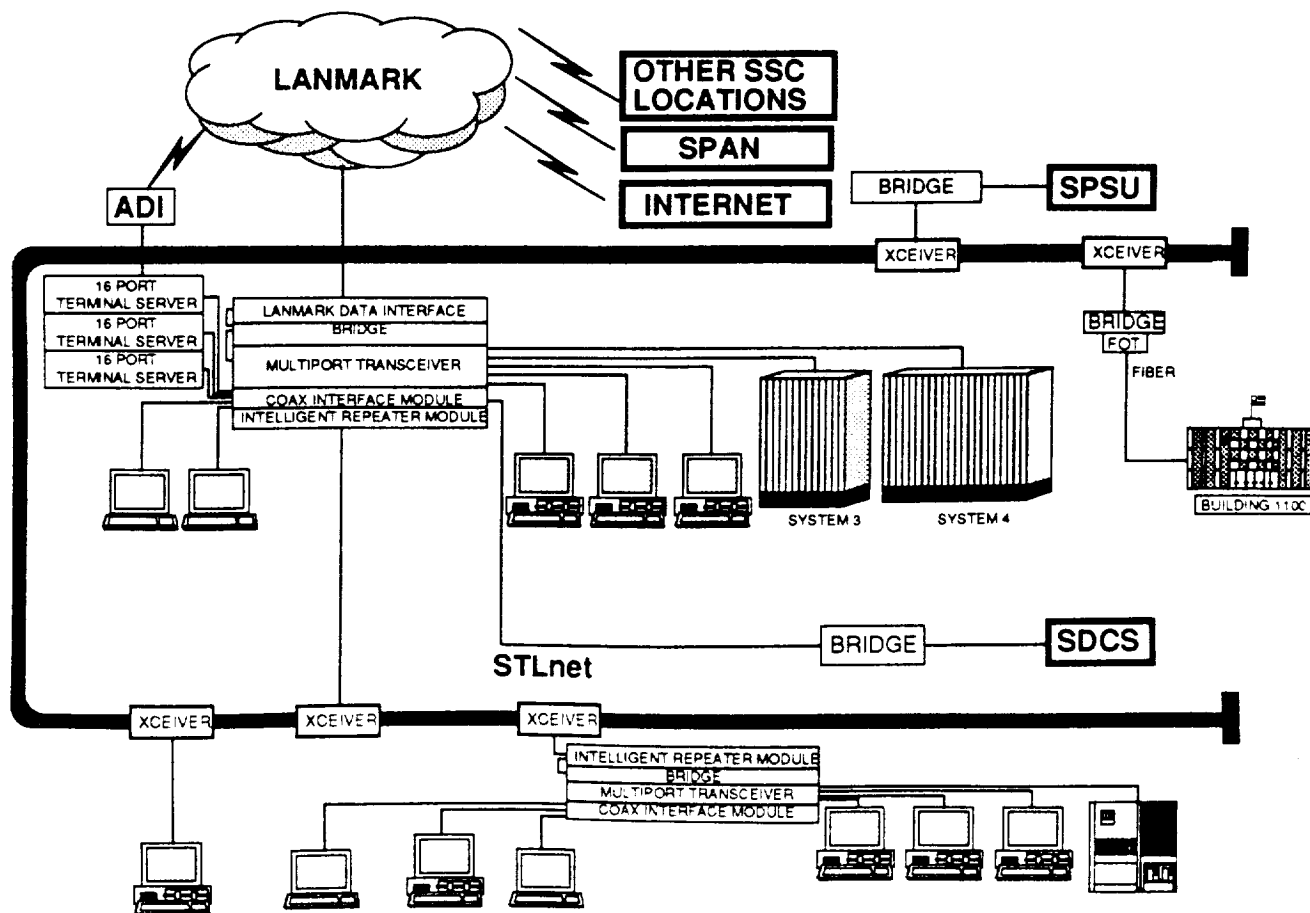 LANMARK
OTHER SSC
LOCATIONS
SPAN
INTERNET
BRIDGE
SPSU
ADI
XCEIVER
XCEIVER
16 PORT
TERMINAL SERVER
16 PORT
TERMINAL SERVER
16 PORT
TERMINAL SERVER
LANMARK DATA INTERFACE
BRIDGE
MULTIPORT TRANSCEIVER
COAX INTERFACE MODULE
INTELLIGENT REPEATER MODULE
BRIDGE
FOT
FIBER
BUILDING 1100
SYSTEM 3
SYSTEM 4
BRIDGE
SDCS
STLnet
XCEIVER
XCEIVER
XCEIVER
INTELLIGENT REPEATER MODULE
BRIDGE
MULTIPORT TRANSCEIVER
COAX INTERFACE MODULE